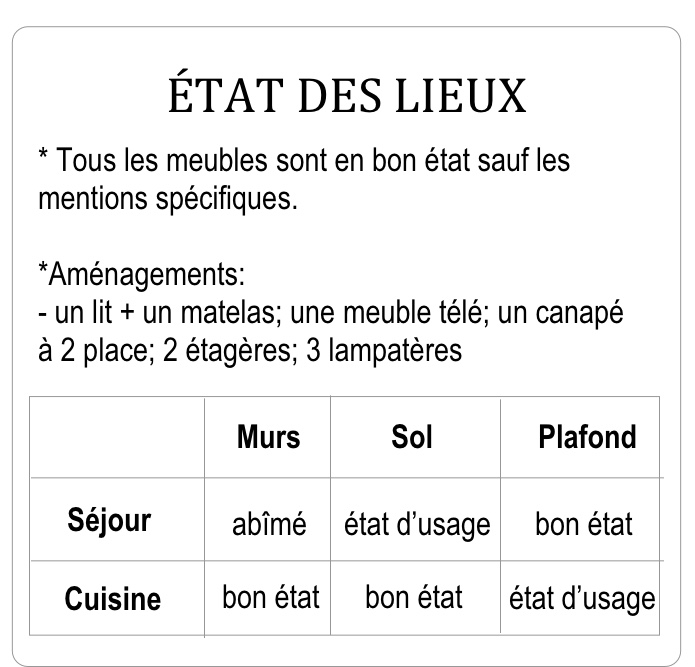 ÉTAT DES LIEUX
* Tous les meubles sont en bon état sauf les
mentions spécifiques.
*Aménagements:
- un lit + un matelas; une meuble télé; un canapé
à 2 place; 2 étagères; 3 lampatères
Murs Sol Plafond
Séjour abîmé état d’usage bon état
Cuisine bon état bon état état d’usage